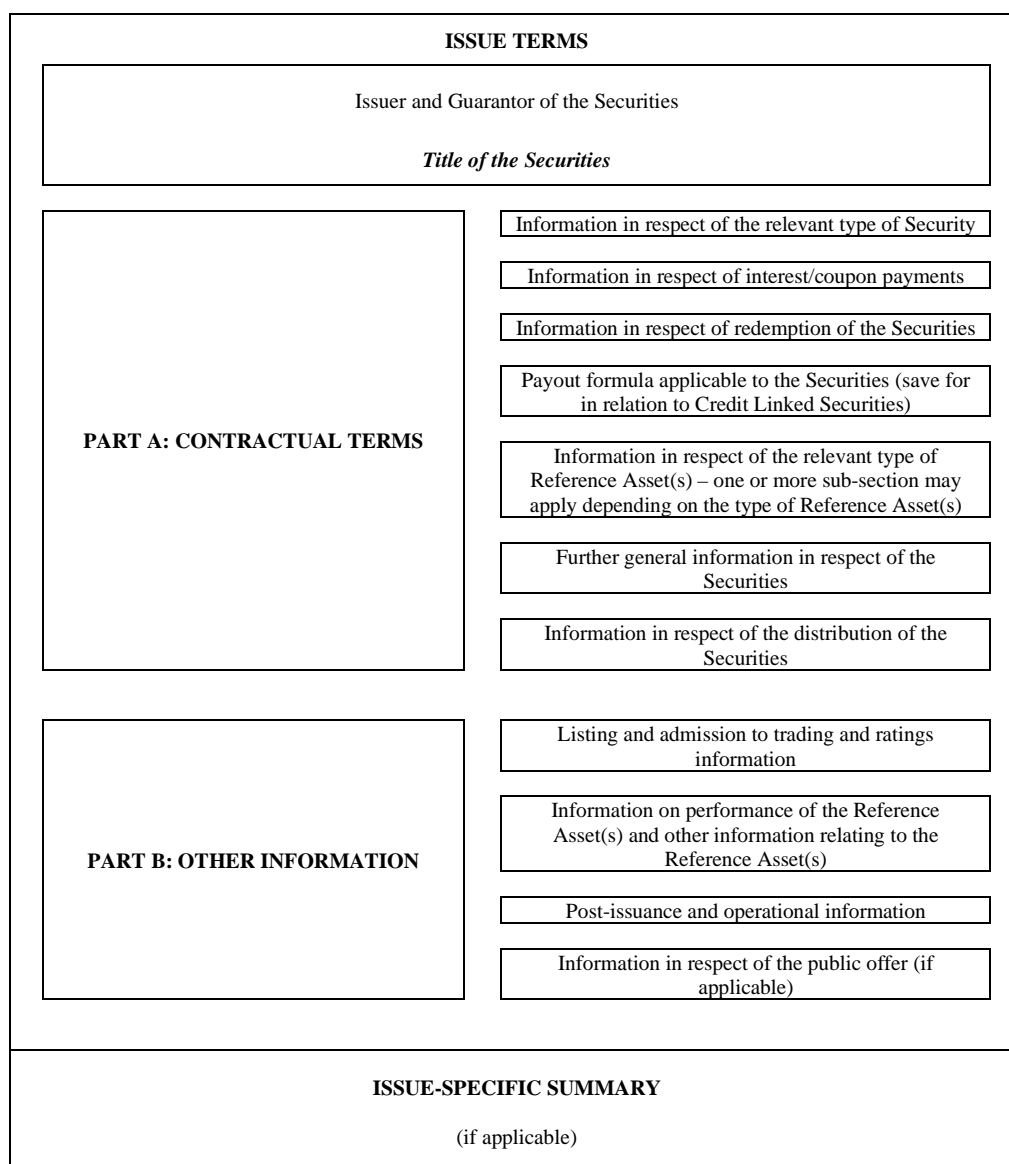 ISSUE TERMS
Issuer and Guarantor of the Securities
Title of the Securities
PART A: CONTRACTUAL TERMS
Information in respect of the relevant type of Security
Information in respect of interest/coupon payments
Information in respect of redemption of the Securities
Payout formula applicable to the Securities (save for
in relation to Credit Linked Securities)
Information in respect of the relevant type of
Reference Asset(s) – one or more sub-section may
apply depending on the type of Reference Asset(s)
Further general information in respect of the
Securities
Information in respect of the distribution of the
Securities
PART B: OTHER INFORMATION
Listing and admission to trading and ratings
information
Information on performance of the Reference
Asset(s) and other information relating to the
Reference Asset(s)
Post-issuance and operational information
Information in respect of the public offer (if
applicable)
ISSUE-SPECIFIC SUMMARY
(if applicable)